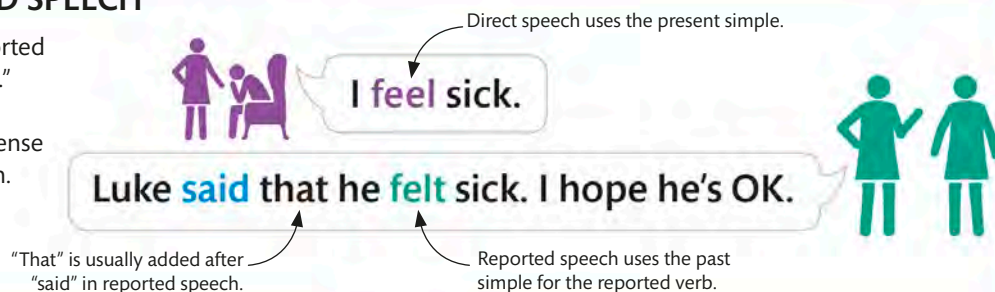 D SPEECH
Direct speech uses the present simple.
orted
."
ense
n.
I feel sick.
Luke said that he felt sick. I hope he's OK.
"That" is usually added after
"said" in reported speech.
Reported speech uses the past
simple for the reported verb.